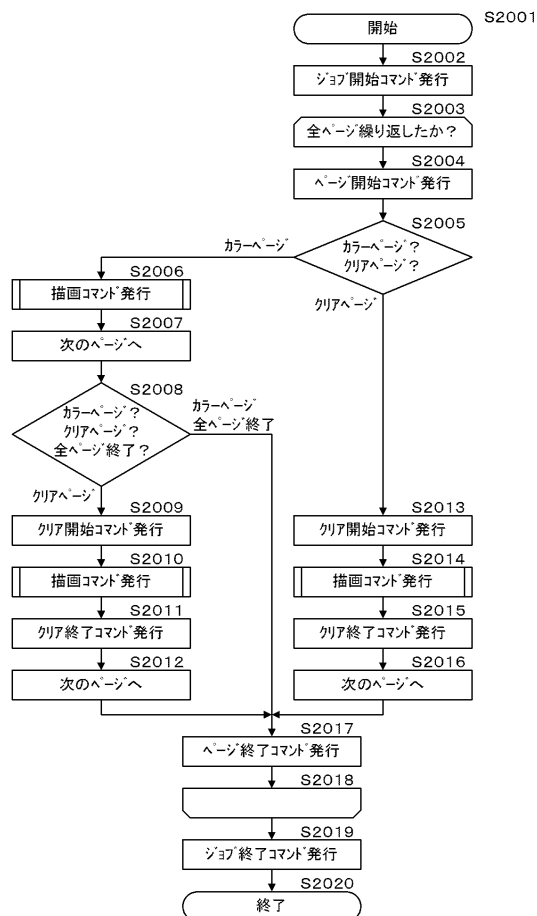 開始
S2001
S2002
ｼﾞｮﾌﾞ開始ｺﾏﾝﾄﾞ発行
S2003
全ﾍﾟｰｼﾞ繰り返したか？
S2004
ﾍﾟｰｼﾞ開始ｺﾏﾝﾄﾞ発行
S2005
ｶﾗｰﾍﾟｰｼﾞ？
ｸﾘｱﾍﾟｰｼﾞ？
ｶﾗｰﾍﾟｰｼﾞ
ｸﾘｱﾍﾟｰｼﾞ
S2006
描画ｺﾏﾝﾄﾞ発行
S2007
次のﾍﾟｰｼﾞへ
S2008
ｶﾗｰﾍﾟｰｼﾞ？
ｸﾘｱﾍﾟｰｼﾞ？
全ﾍﾟｰｼﾞ終了？
ｶﾗｰﾍﾟｰｼﾞ
全ﾍﾟｰｼﾞ終了
ｸﾘｱﾍﾟｰｼﾞ
S2009
ｸﾘｱ開始ｺﾏﾝﾄﾞ発行
S2010
描画ｺﾏﾝﾄﾞ発行
S2011
ｸﾘｱ終了ｺﾏﾝﾄﾞ発行
S2012
次のﾍﾟｰｼﾞへ
S2013
ｸﾘｱ開始ｺﾏﾝﾄﾞ発行
S2014
描画ｺﾏﾝﾄﾞ発行
S2015
ｸﾘｱ終了ｺﾏﾝﾄﾞ発行
S2016
次のﾍﾟｰｼﾞへ
S2017
ﾍﾟｰｼﾞ終了ｺﾏﾝﾄﾞ発行
S2018
S2019
ｼﾞｮﾌﾞ終了ｺﾏﾝﾄﾞ発行
S2020
終了